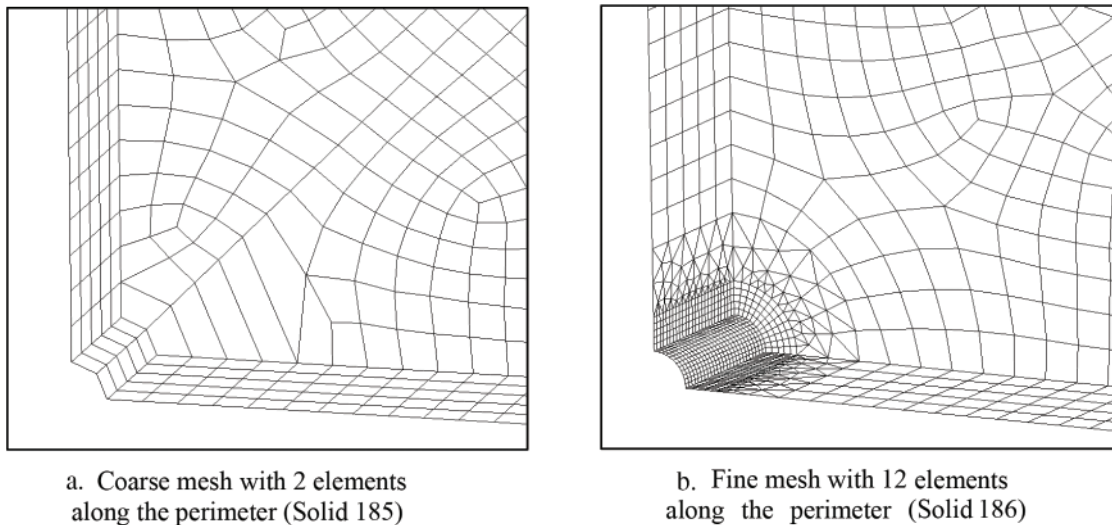 a. Coarse mesh with 2 elements
along the perimeter (Solid 185)
b. Fine mesh with 12 elements
along the perimeter (Solid 186)